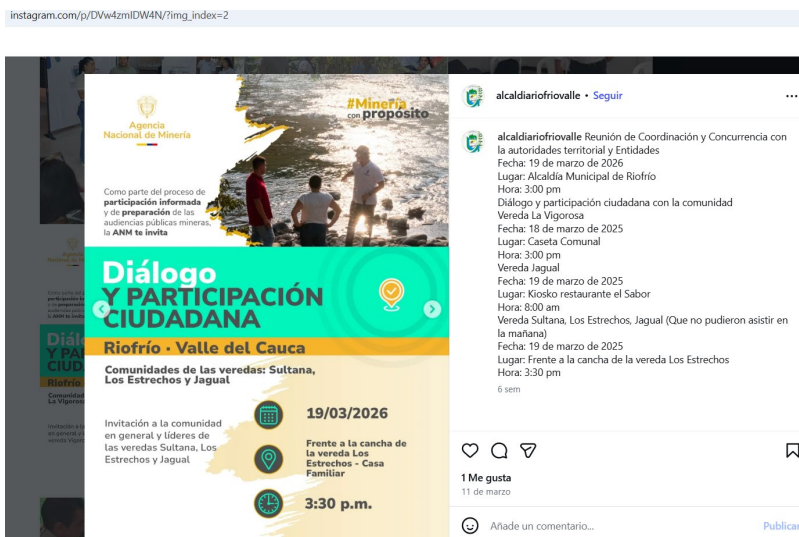 instagram.com/p/DVw4zmIDW4N/?img_index=2
Agencia
Nacional de Minería
#Minería
con propósito
Como parte del proceso de
participación informada
y de preparación de las
audiencias públicas mineras,
la ANM te invita
Diálogo
Y PARTICIPACIÓN
CIUDADANA
Riofrío · Valle del Cauca
Comunidades de las veredas: Sultana,
Los Estrechos y Jagual
Invitación a la comunidad
en general y líderes de
las veredas Sultana, Los
Estrechos y Jagual
19/03/2026
Frente a la cancha de
la vereda Los
Estrechos - Casa
Familiar
3:30 p.m.
alcaldiariofriovalle • Seguir
alcaldiariofriovalle Reunión de Coordinación y Concurrencia con
la autoridades territorial y Entidades
Fecha: 19 de marzo de 2026
Lugar: Alcaldía Municipal de Riofrío
Hora: 3:00 pm
Diálogo y participación ciudadana con la comunidad
Vereda La Vigorosa
Fecha: 18 de marzo de 2025
Lugar: Caseta Comunal
Hora: 3:00 pm
Vereda Jagual
Fecha: 19 de marzo de 2025
Lugar: Kiosko restaurante el Sabor
Hora: 8:00 am
Vereda Sultana, Los Estrechos, Jagual (Que no pudieron asistir en
la mañana)
Fecha: 19 de marzo de 2025
Lugar: Frente a la cancha de la vereda Los Estrechos
Hora: 3:30 pm
6 sem
1 Me gusta
11 de marzo
Añade un comentario...
Publicar